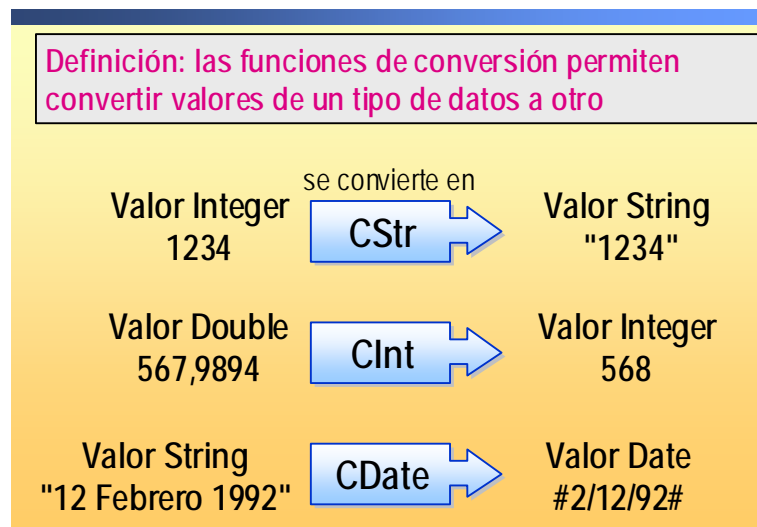 Definición: las funciones de conversión permiten
convertir valores de un tipo de datos a otro
se convierte en
Valor Integer
1234
CStr
Valor String
"1234"
Valor Double
567,9894
CInt
Valor Integer
568
Valor String
"12 Febrero 1992"
CDate
Valor Date
#2/12/92#